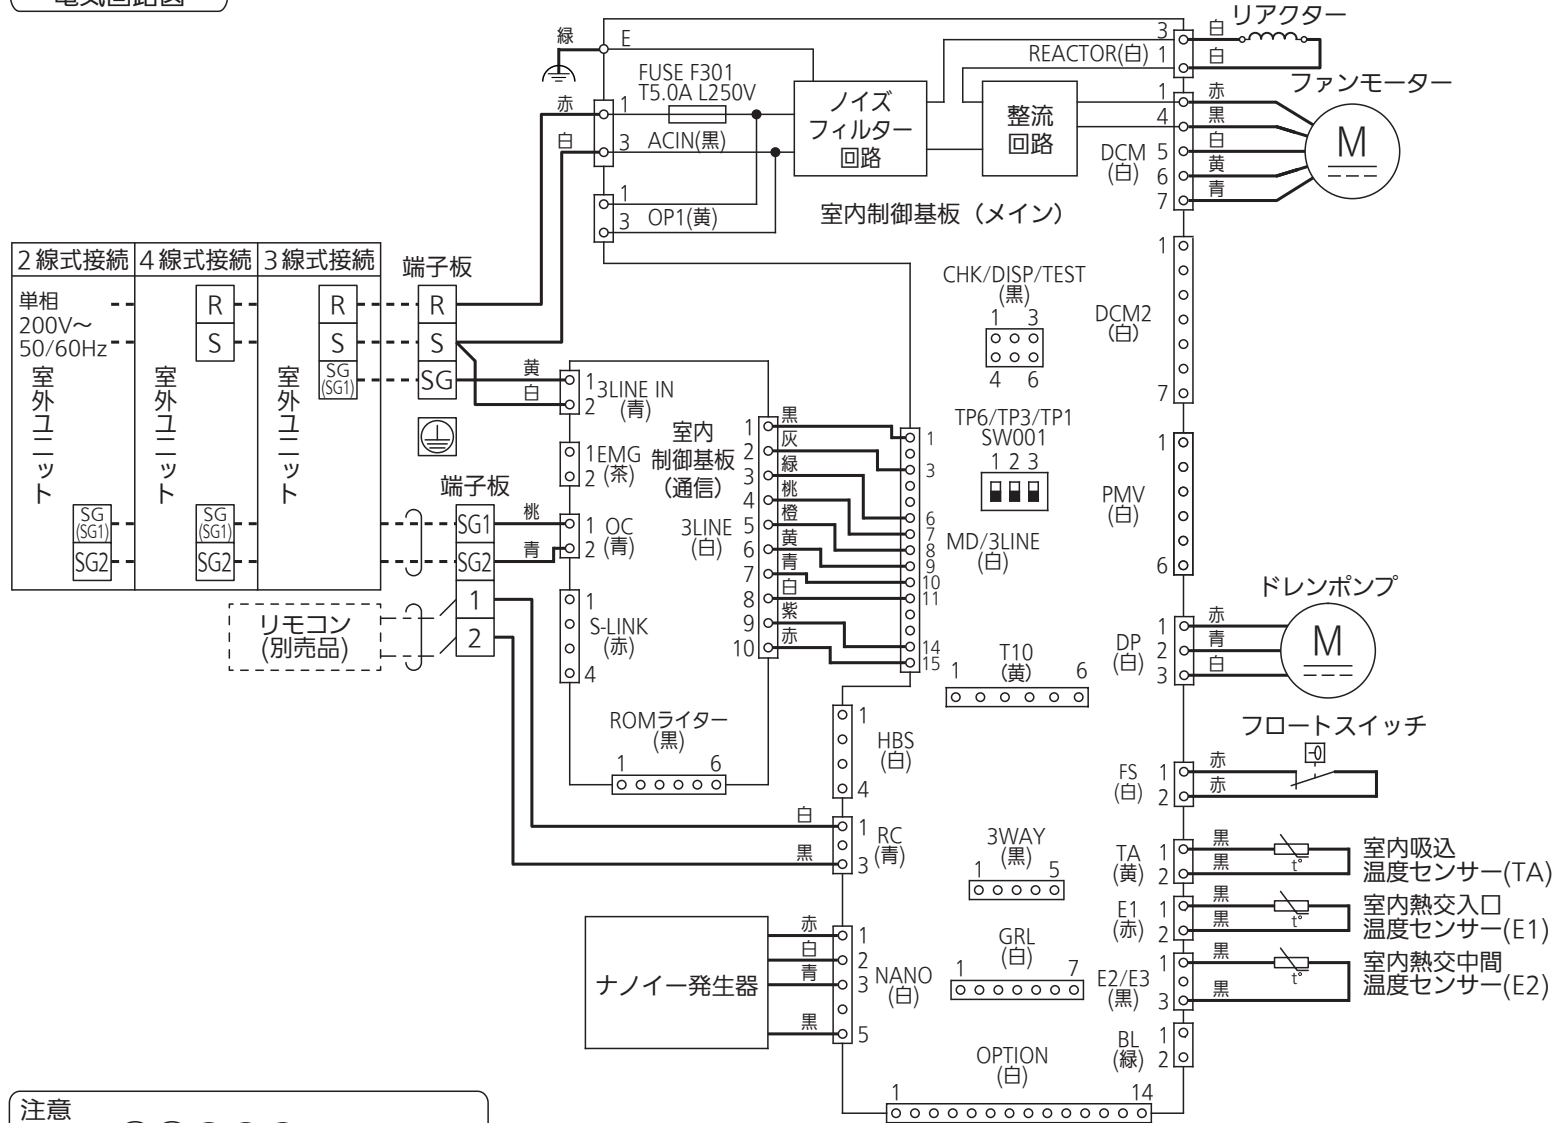 電気回路図
緑
E
FUSE F301
T5.0A L250V
赤
1
白
3
ACIN(黒)
1
3
OP1(黄)
ノイズ
フィルター
回路
整流
回路
室内制御基板（メイン）
REACTOR(白)
3
1
白
白
リアクター
ファンモーター
1
4
DCM 5
(白)
6
7
赤
黒
白
黄
青
M
2線式接続
4線式接続
3線式接続
単相
200V～
50/60Hz
室外ユニット
SG
(SG1)
SG2
R
S
室外ユニット
SG
(SG1)
SG2
R
S
SG
(SG1)
室外ユニット
端子板
R
S
SG
端子板
SG1
SG2
1
2
桃
青
リモコン
(別売品)
黄
白
1
2
3LINE IN
(青)
1
2
EMG
(茶)
1
2
OC
(青)
1
S-LINK
(赤)
4
室内
制御基板
（通信）
3LINE
(白)
1
2
3
4
5
6
7
8
9
10
黒
灰
緑
桃
橙
黄
青
白
紫
赤
ROMライター
(黒)
1
6
1
3
6
7
8
9
10
11
14
15
MD/3LINE
(白)
CHK/DISP/TEST
(黒)
1
3
4
6
TP6/TP3/TP1
SW001
1 2 3
T10
(黄)
1
6
DCM2
(白)
1
7
PMV
(白)
1
6
DP
(白)
1
2
3
赤
青
白
ドレンポンプ
M
フロートスイッチ
FS
(白)
1
2
赤
赤
TA
(黄)
1
2
黒
黒
t°
室内吸込
温度センサー(TA)
E1
(赤)
1
2
黒
黒
t°
室内熱交入口
温度センサー(E1)
E2/E3
(黒)
1
3
黒
黒
t°
室内熱交中間
温度センサー(E2)
BL
(緑)
1
2
1
HBS
(白)
4
白
黒
1
3
RC
(青)
3WAY
(黒)
1
5
GRL
(白)
1
7
ナノイー発生器
赤
白
青
黒
1
2
3
5
NANO
(白)
OPTION
(白)
1
14
注意